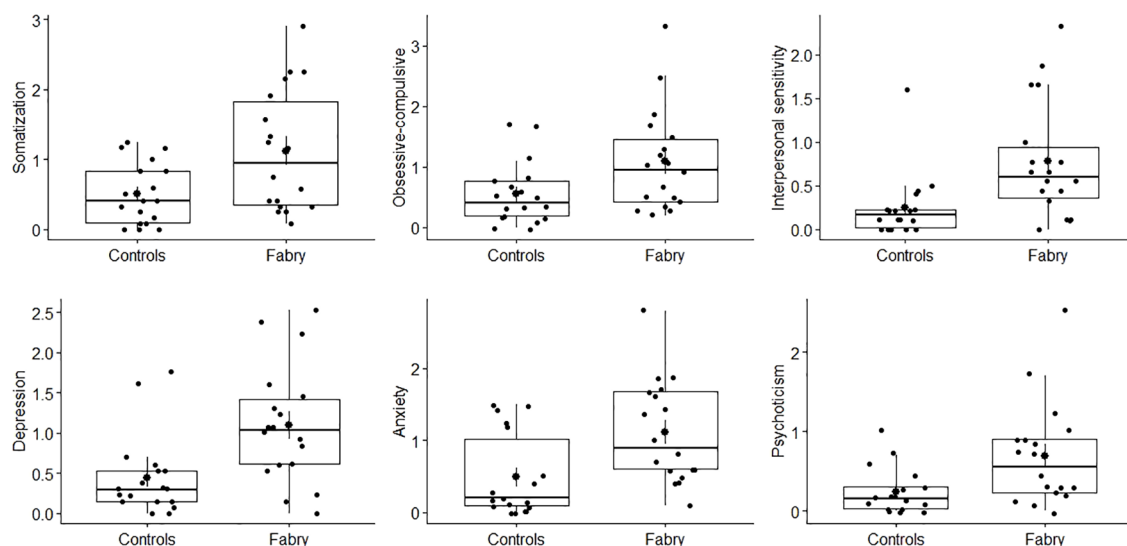 Somatization
3
2
1
0
Controls Fabry
Obsessive-compulsive
3
2
1
0
Controls Fabry
Interpersonal sensitivity
2.0
1.5
1.0
0.5
0.0
Controls Fabry
Depression
2.5
2.0
1.5
1.0
0.5
0.0
Controls Fabry
Anxiety
2
1
0
Controls Fabry
Psychoticism
2
1
0
Controls Fabry